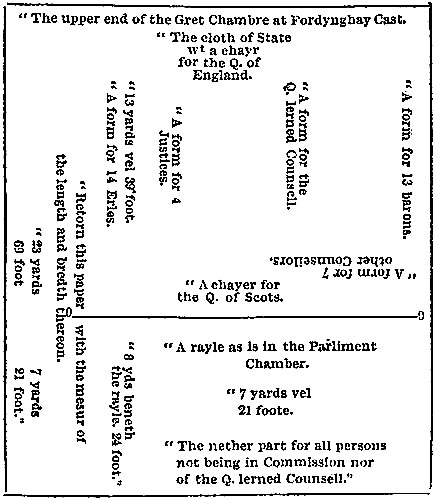 “ The upper end of the Gret Chambre at Fordynghay Cast.
“ The cloth of State
wt a chayr
for the Q. of
England.
“ 13 yards vel 39 foot.
“ A form for 14 Erles.
“ A form for 4
Justices.
“ A form for the
Q. lerned Counsell.
“ A form for 13 barons.
“ A form for 7
other Counsellors.
“ A chayer for
the Q. of Scots.
“ Retorn this paper with the mesur of
the length and bredth thereon.
“ 23 yards
69 foot
7 yards
21 foot.”
“ 8 yds beneth
the rayle. 24 foot.”
“ A rayle as is in the Parliment
Chamber.
“ 7 yards vel
21 foote.
“ The nether part for all persons
not being in Commission nor
of the Q. lerned Counsell.”